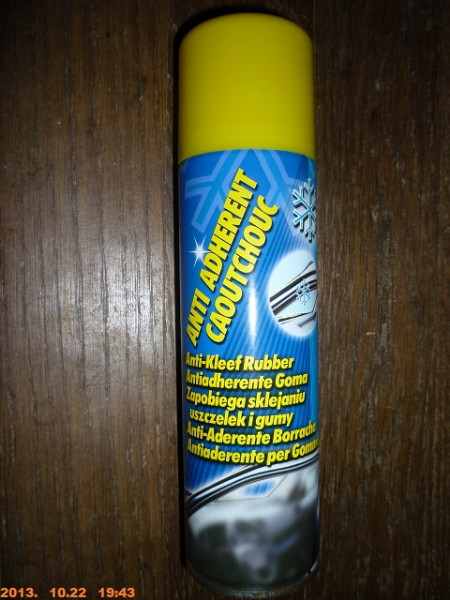 ANTI ADHERENT
CAOUTCHOUC
Anti-Kleef Rubber
Antiadherente Goma
Zapobiega sklejaniu
uszczelek i gumy
Anti-Aderente Borracha
Antiaderente per Gomma
2013. 10.22 19:43